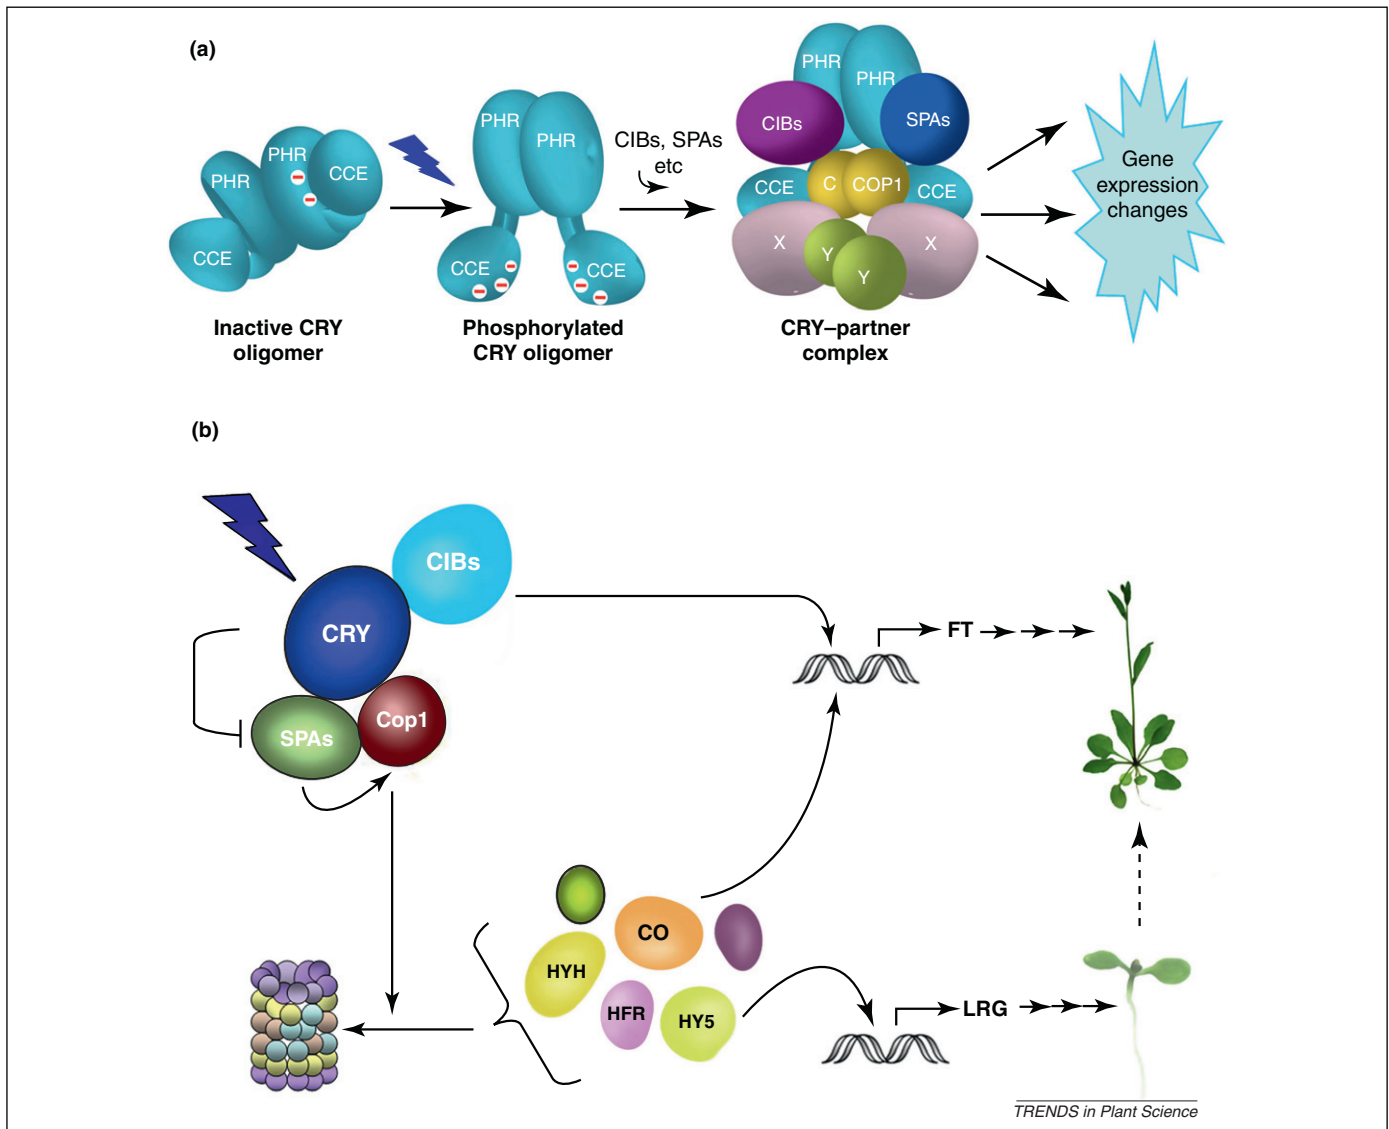 (a)
PHR
PHR
CCE
CCE
PHR
PHR
CCE
CCE
CIBs, SPAs
etc
PHR
PHR
CIBs
SPAs
CCE
C
COP1
CCE
X
Y
Y
X
Gene
expression
changes
Inactive CRY
oligomer
Phosphorylated
CRY oligomer
CRY–partner
complex
(b)
CIBs
CRY
SPAs
Cop1
FT
CO
HYH
HFR
HY5
LRG
TRENDS in Plant Science